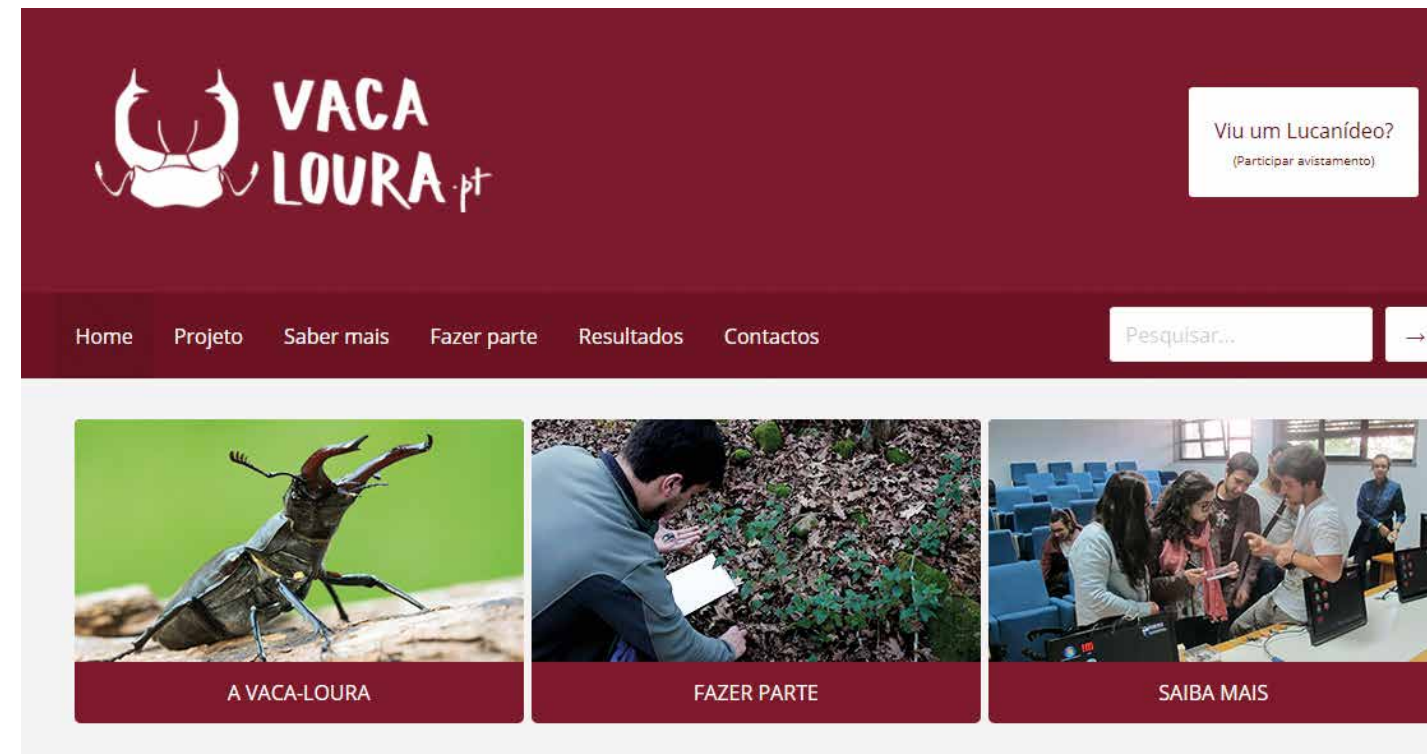 VACA
LOURA.pt
Viu um Lucanídeo?
(Participar avistamento)
Home Projeto Saber mais Fazer parte Resultados Contactos Pesquisar... →
A VACA-LOURA FAZER PARTE SAIBA MAIS